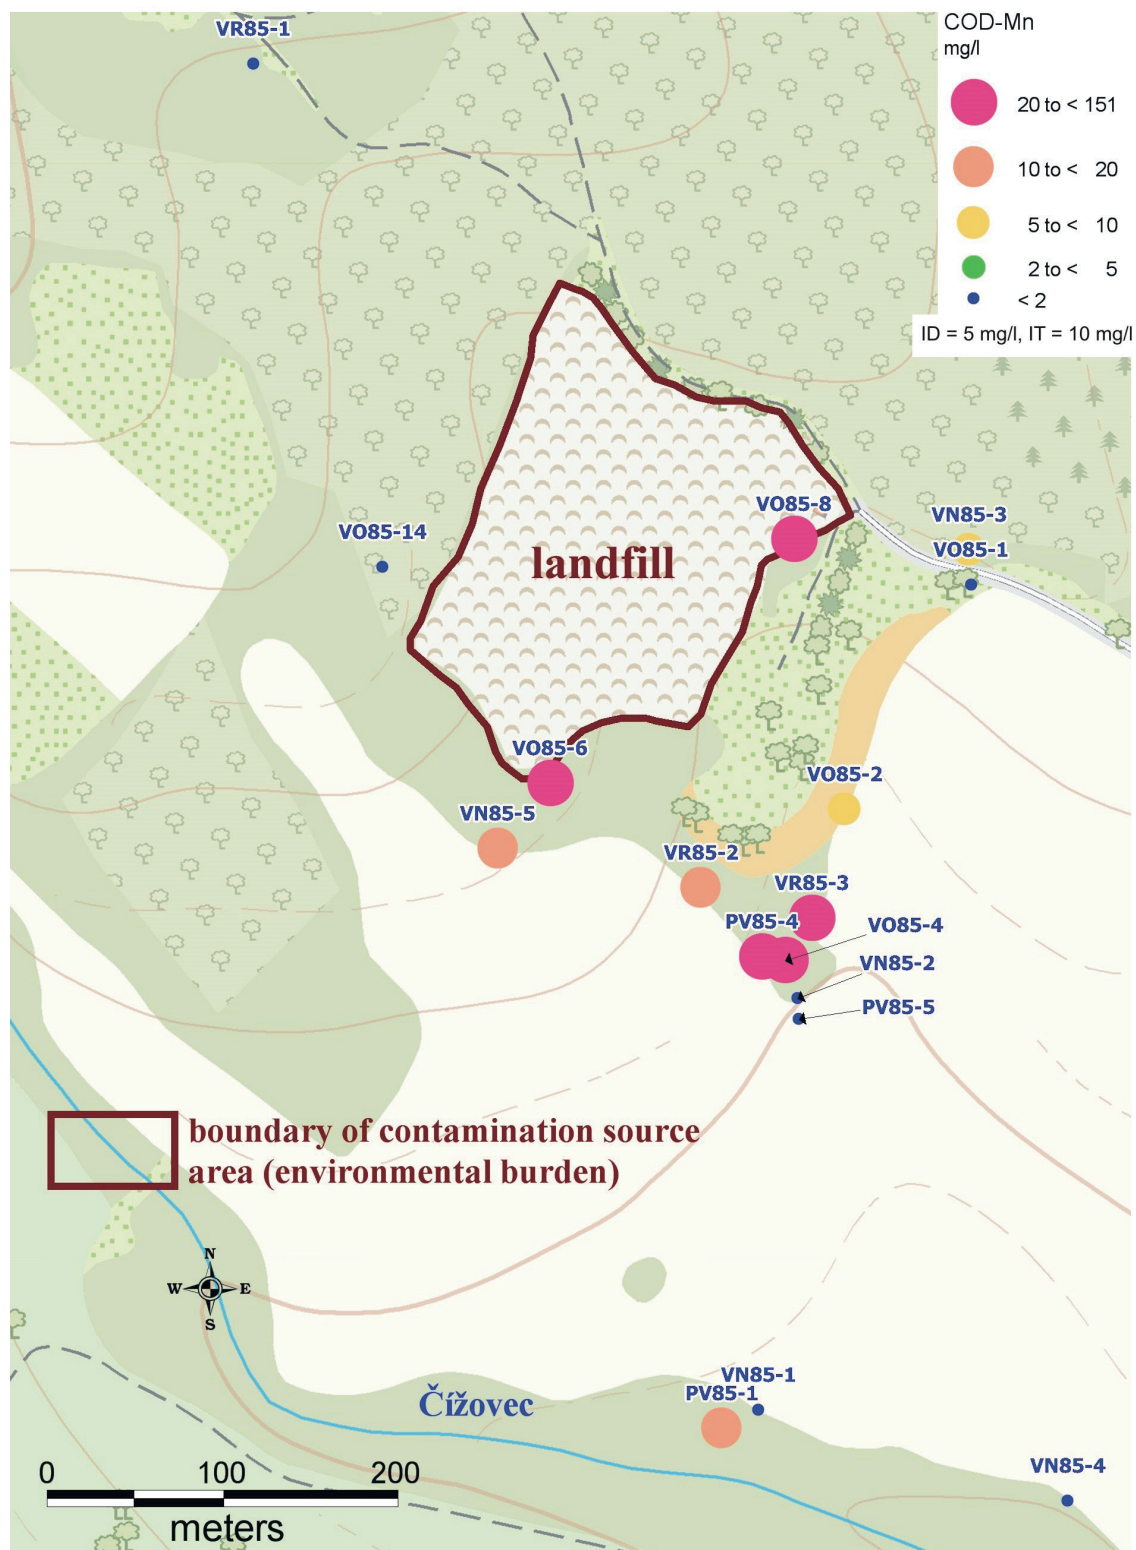 VR85-1
COD-Mn
mg/l
20 to < 151
10 to < 20
5 to < 10
2 to < 5
< 2
ID = 5 mg/l, IT = 10 mg/l
VO85-8
VN85-3
VO85-14
VO85-1
landfill
VO85-6
VO85-2
VN85-5
VR85-2
VR85-3
PV85-4
VO85-4
VN85-2
PV85-5
boundary of contamination source
area (environmental burden)
N
W E
S
VN85-1
PV85-1
Čížovec
VN85-4
0 100 200
meters